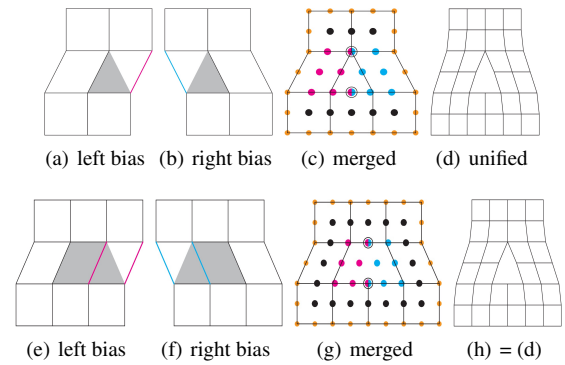 (a) left bias (b) right bias (c) merged (d) unified
(e) left bias (f) right bias (g) merged (h) = (d)